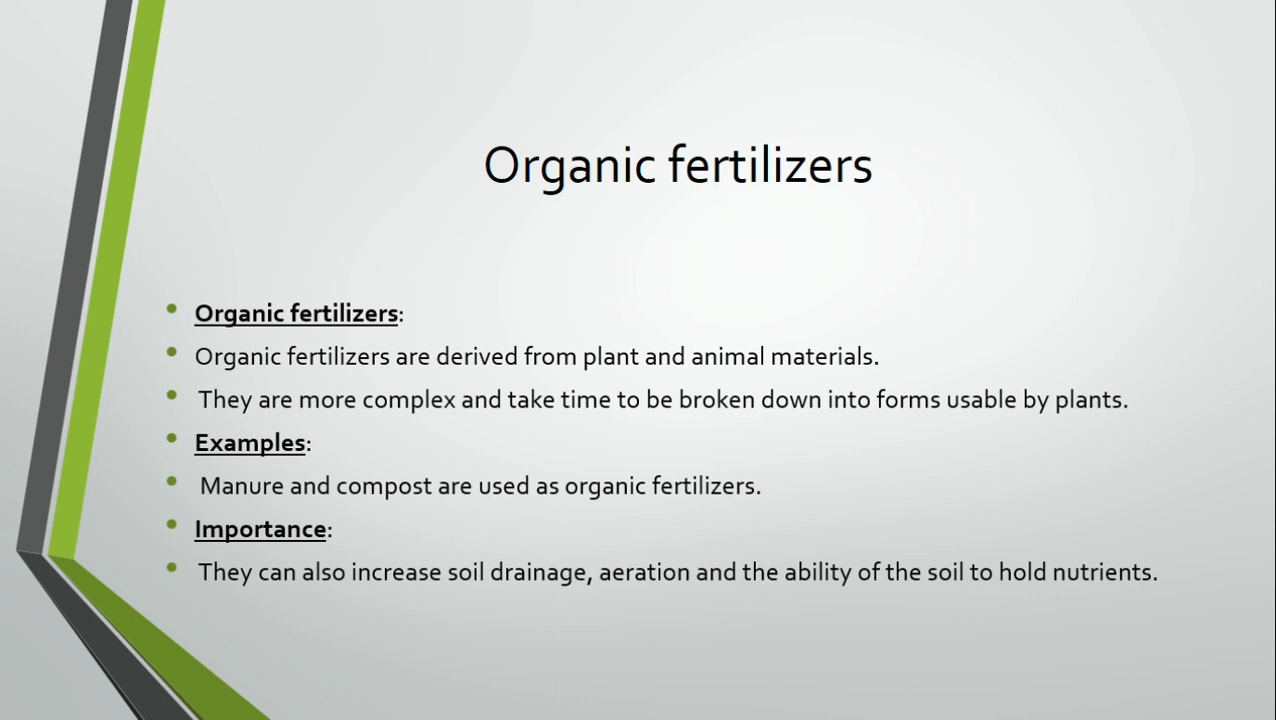 Organic fertilizers
• Organic fertilizers:
• Organic fertilizers are derived from plant and animal materials.
• They are more complex and take time to be broken down into forms usable by plants.
• Examples:
• Manure and compost are used as organic fertilizers.
• Importance:
• They can also increase soil drainage, aeration and the ability of the soil to hold nutrients.